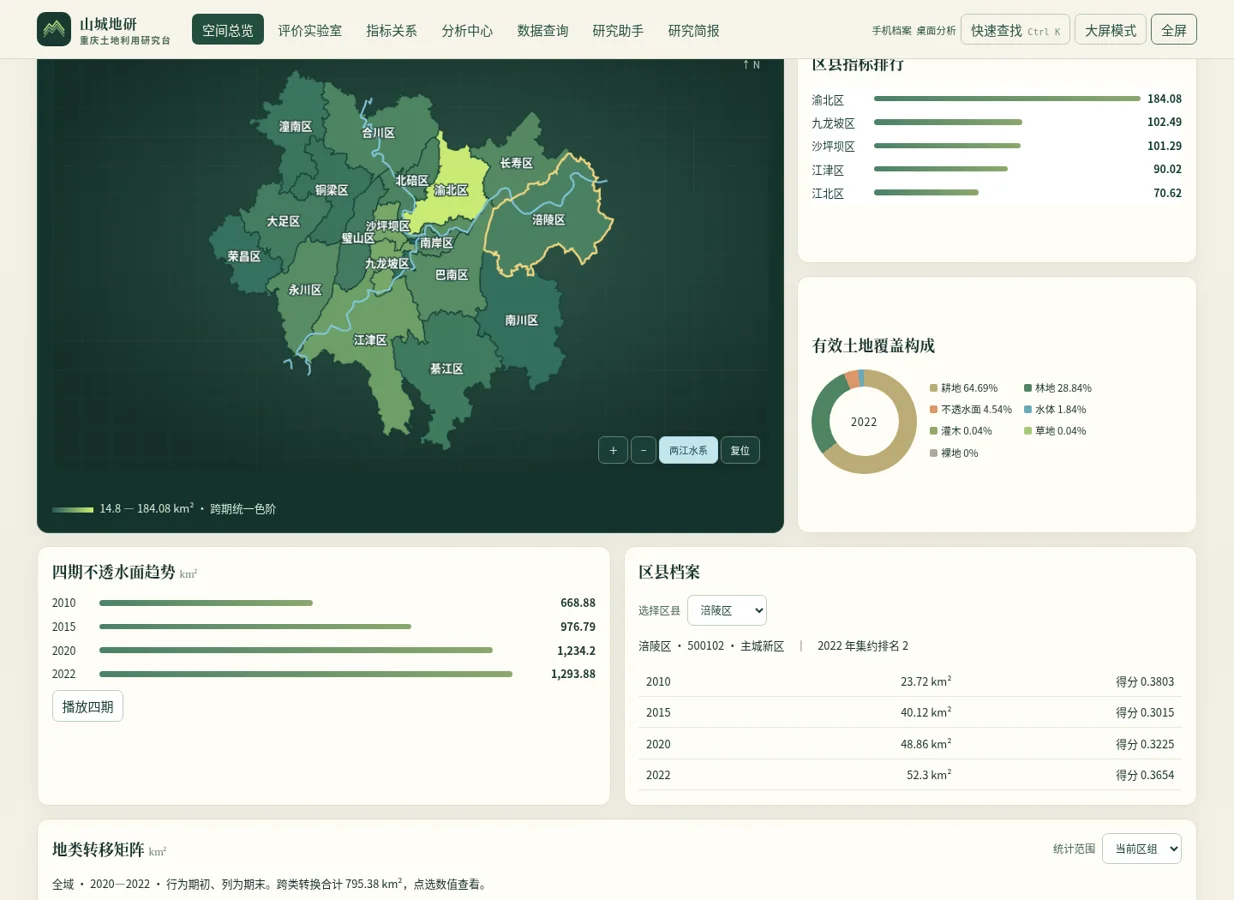 山城地研
重庆土地利用研究台
空间总览 评价实验室 指标关系 分析中心 数据查询 研究助手 研究简报
手机档案 桌面分析 快速查找 Ctrl K 大屏模式 全屏
↑ N
潼南区
合川区
长寿区
铜梁区
北碚区
渝北区
大足区
沙坪坝区
涪陵区
璧山区
南岸区
荣昌区
九龙坡区
巴南区
永川区
南川区
江津区
綦江区
+ − 两江水系 复位
14.8 — 184.08 km² · 跨期统一色阶
区县指标排行
渝北区 184.08
九龙坡区 102.49
沙坪坝区 101.29
江津区 90.02
江北区 70.62
有效土地覆盖构成
2022
耕地 64.69% 林地 28.84%
不透水面 4.54% 水体 1.84%
灌木 0.04% 草地 0.04%
裸地 0%
四期不透水面趋势 km²
2010 668.88
2015 976.79
2020 1,234.2
2022 1,293.88
播放四期
区县档案
选择区县 涪陵区
涪陵区 · 500102 · 主城新区 | 2022 年集约排名 2
2010 23.72 km² 得分 0.3803
2015 40.12 km² 得分 0.3015
2020 48.86 km² 得分 0.3225
2022 52.3 km² 得分 0.3654
地类转移矩阵 km²
统计范围 当前区组
全域 · 2020—2022 · 行为期初、列为期末。跨类转换合计 795.38 km²，点选数值查看。